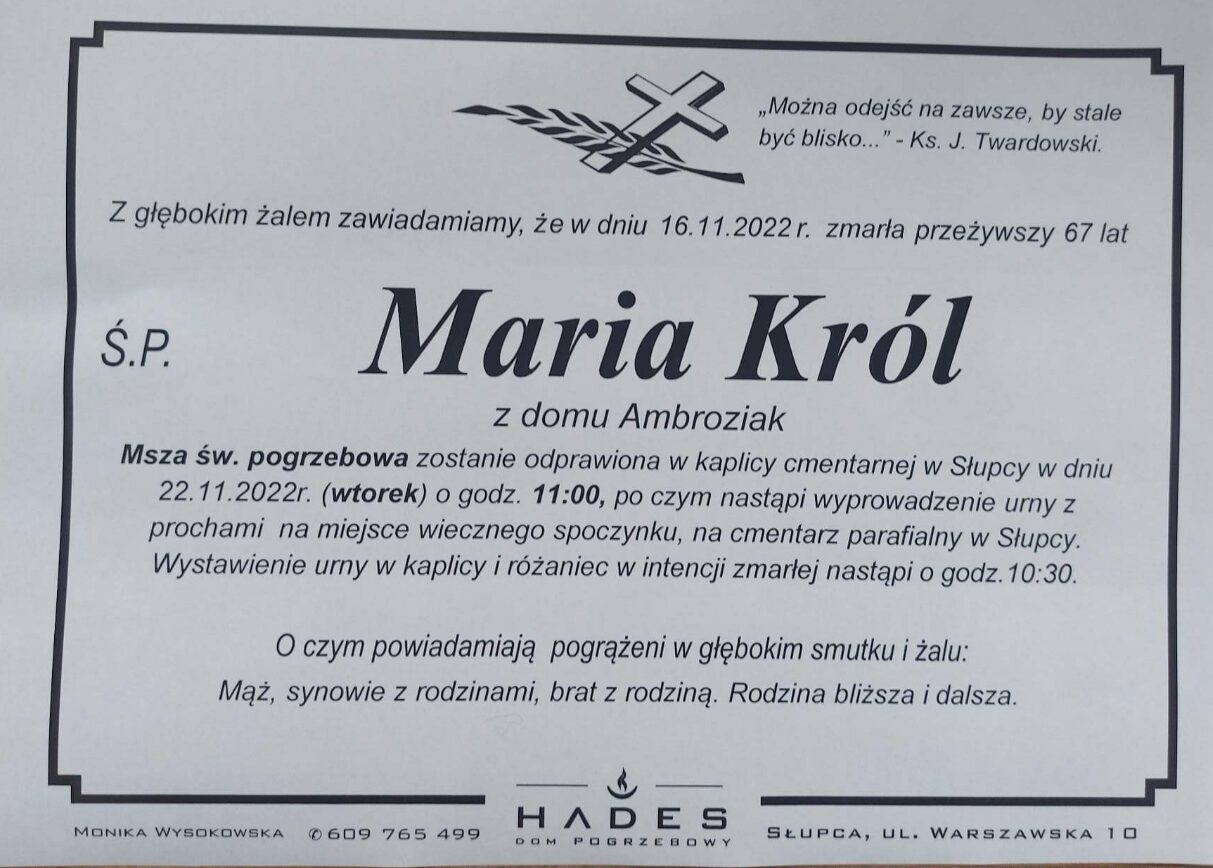 „Można odejść na zawsze, by stale
być blisko...” - Ks. J. Twardowski.
Z głębokim żalem zawiadamiamy, że w dniu 16.11.2022 r. zmarła przeżywszy 67 lat
Ś.P.
Maria Król
z domu Ambroziak
Msza św. pogrzebowa zostanie odprawiona w kaplicy cmentarnej w Słupcy w dniu
22.11.2022r. (wtorek) o godz. 11:00, po czym nastąpi wyprowadzenie urny z
prochami na miejsce wiecznego spoczynku, na cmentarz parafialny w Słupcy.
Wystawienie urny w kaplicy i różaniec w intencji zmarłej nastąpi o godz.10:30.
O czym powiadamiają pogrążeni w głębokim smutku i żalu:
Mąż, synowie z rodzinami, brat z rodziną. Rodzina bliższa i dalsza.
Monika Wysokowska ✆ 609 765 499
HADES
DOM POGRZEBOWY
Słupca, ul. Warszawska 10